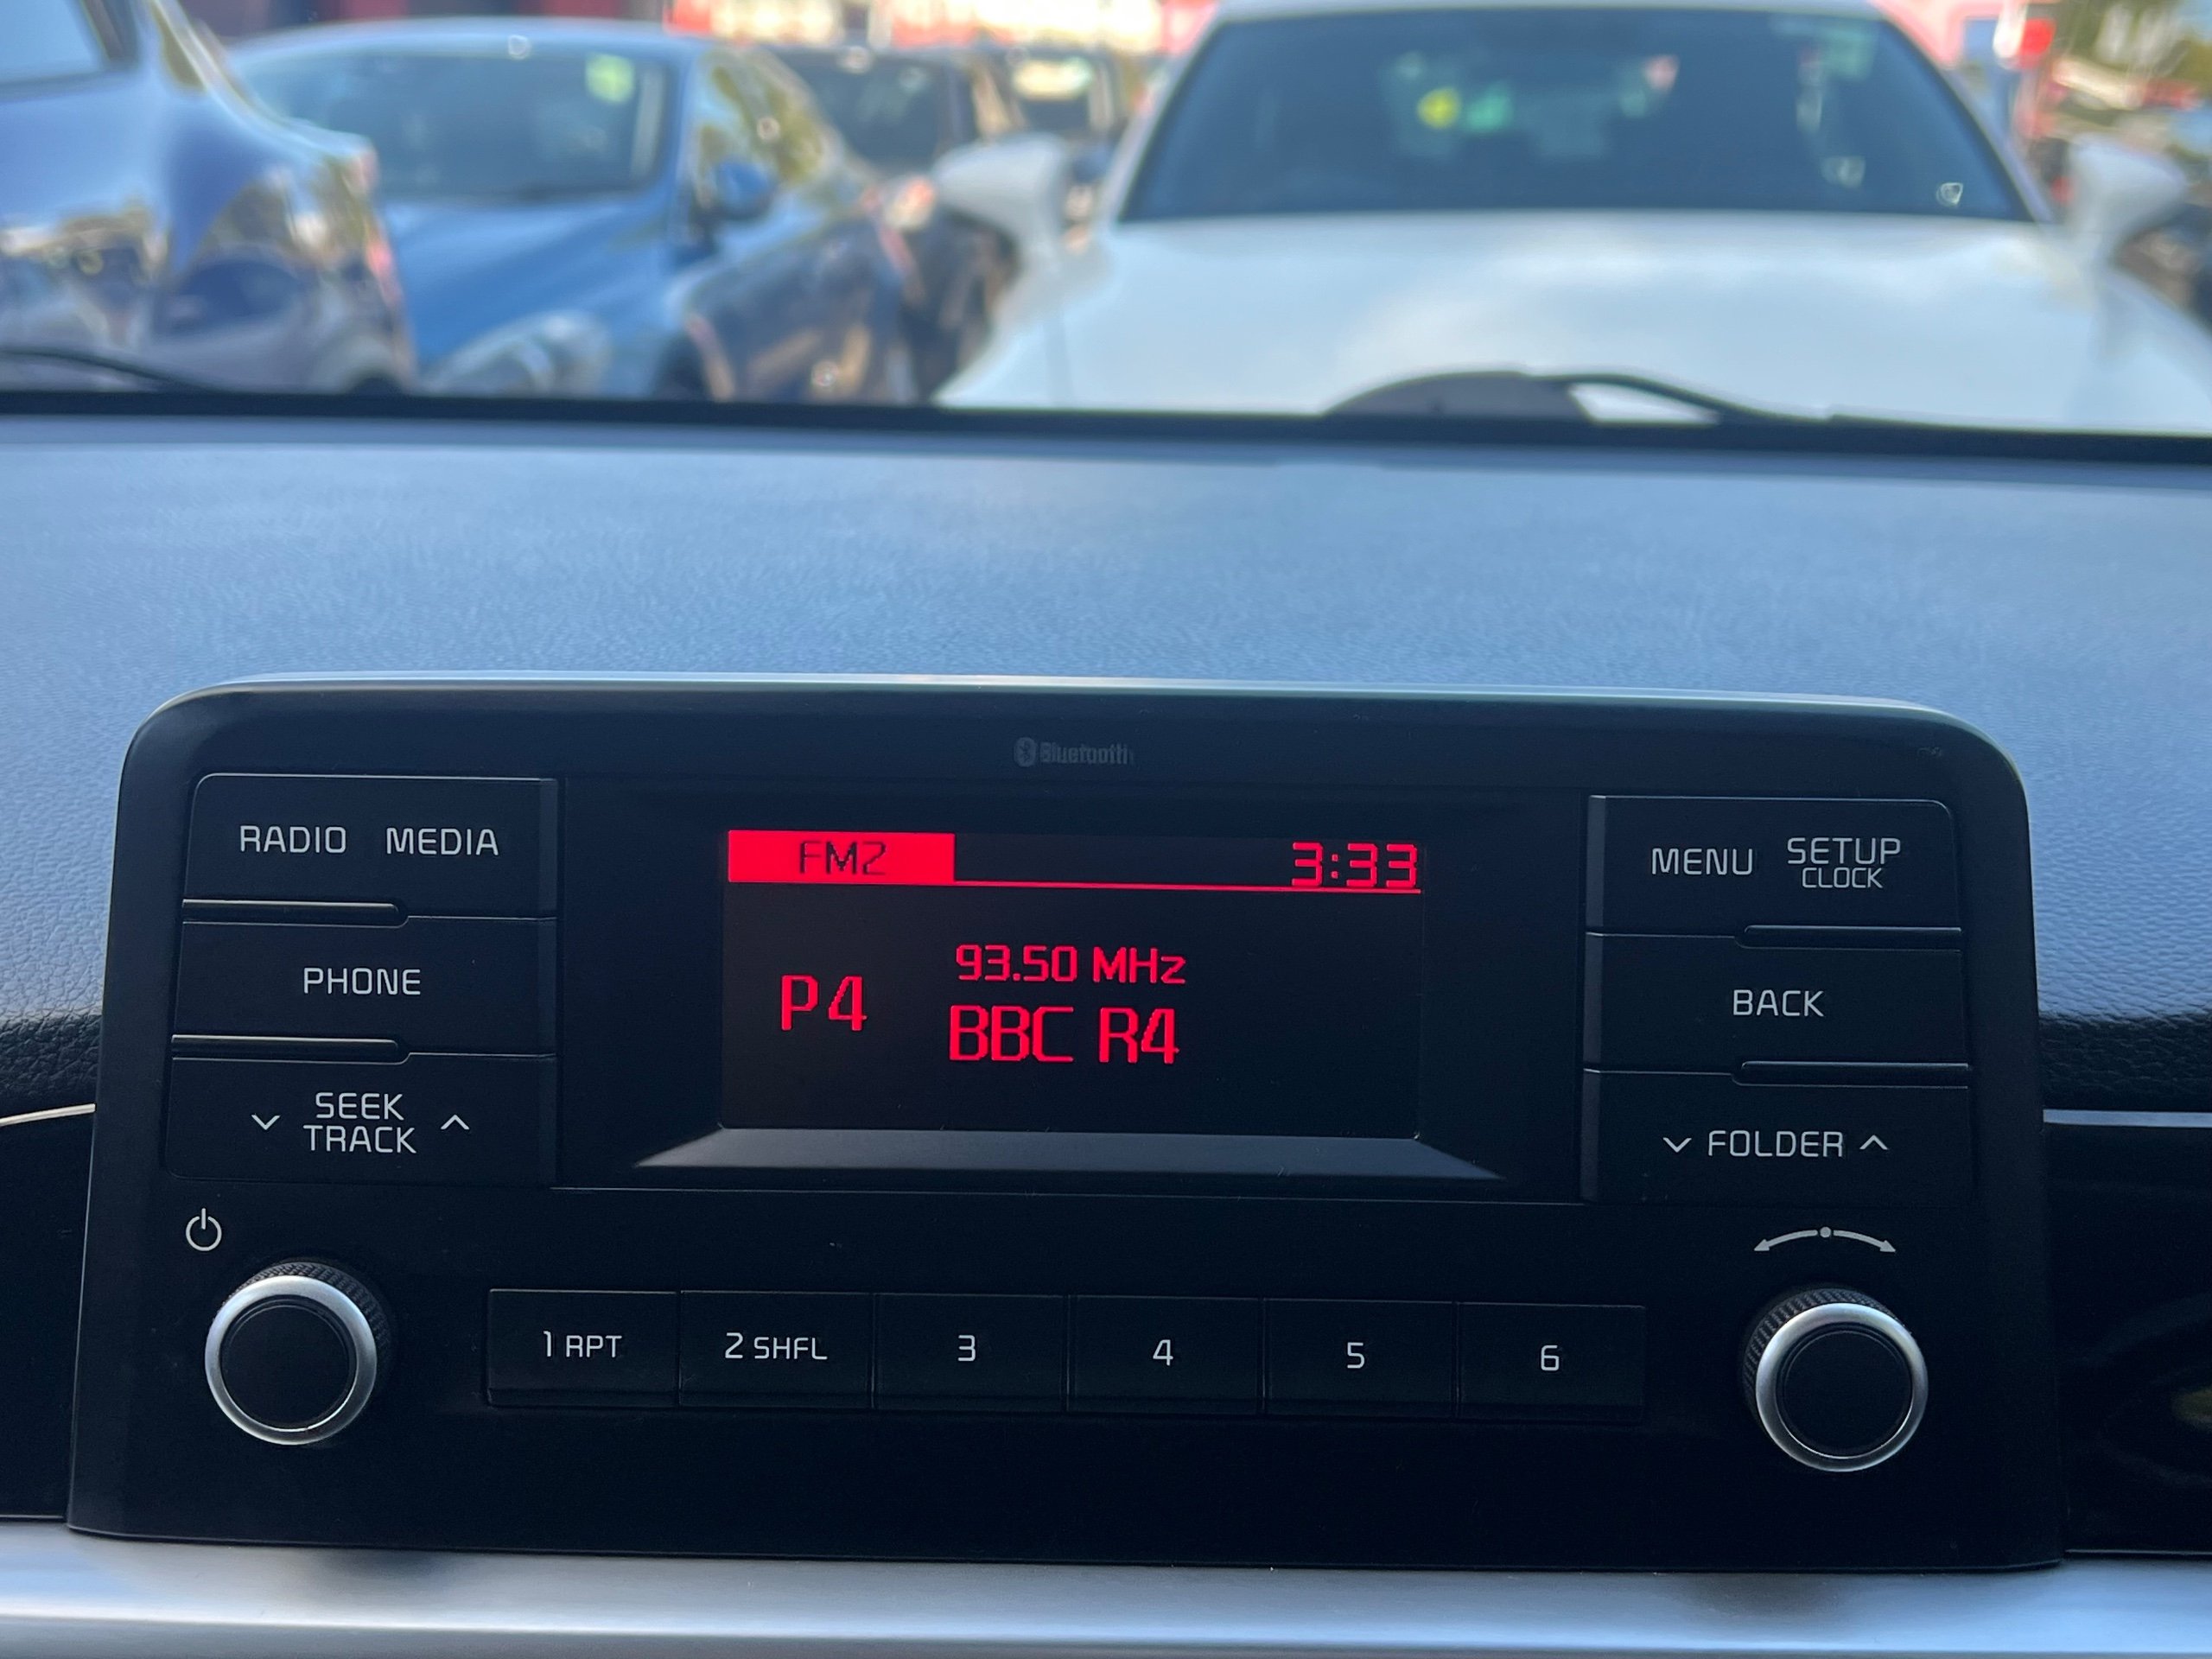 Bluetooth
RADIO MEDIA
FM2 3:33
MENU SETUP
CLOCK
PHONE
93.50 MHz
P4 BBC R4
BACK
SEEK
TRACK
FOLDER
1 RPT 2 SHFL 3 4 5 6